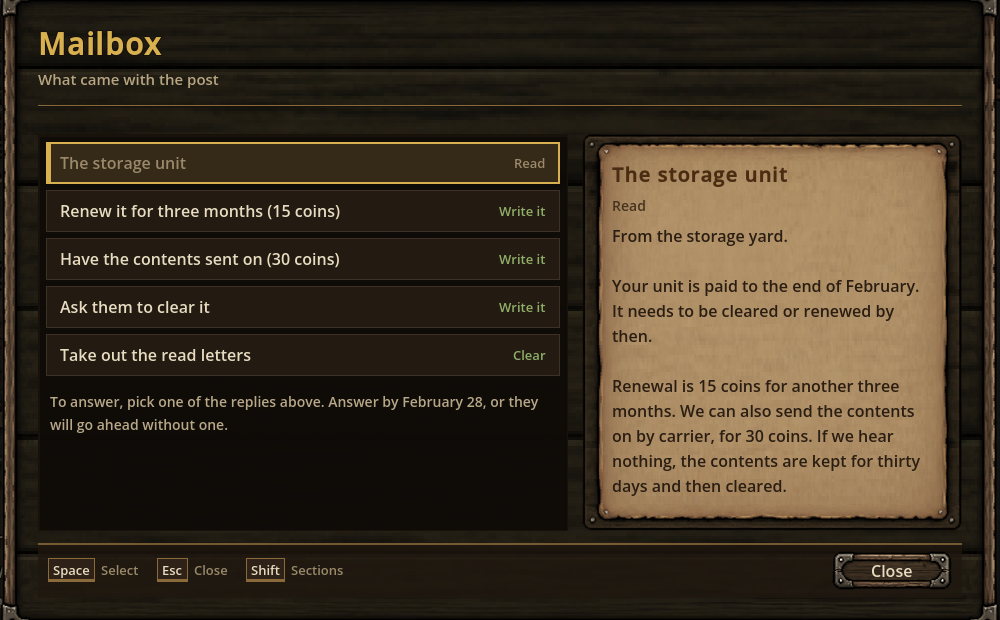 Mailbox
What came with the post
The storage unit Read
Renew it for three months (15 coins) Write it
Have the contents sent on (30 coins) Write it
Ask them to clear it Write it
Take out the read letters Clear
To answer, pick one of the replies above. Answer by February 28, or they
will go ahead without one.
The storage unit
Read
From the storage yard.
Your unit is paid to the end of February.
It needs to be cleared or renewed by
then.
Renewal is 15 coins for another three
months. We can also send the contents
on by carrier, for 30 coins. If we hear
nothing, the contents are kept for thirty
days and then cleared.
Space Select Esc Close Shift Sections
Close